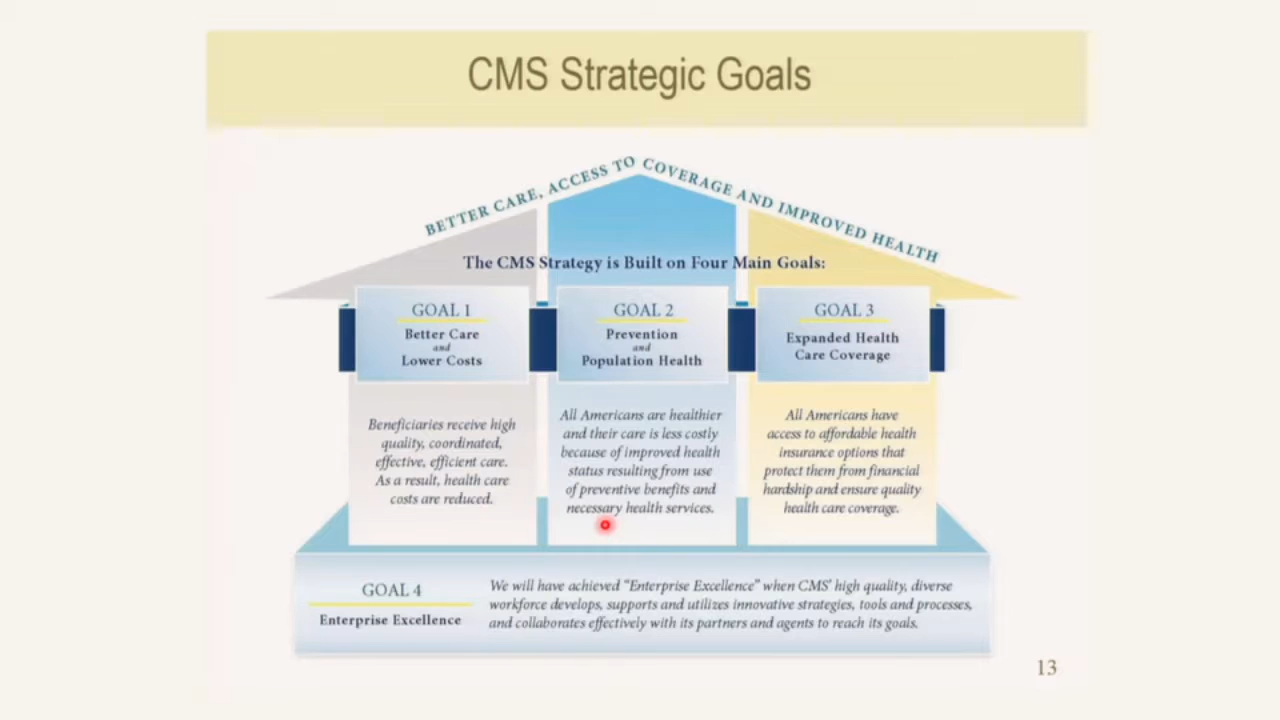 CMS Strategic Goals
BETTER CARE, ACCESS TO COVERAGE AND IMPROVED HEALTH
The CMS Strategy is Built on Four Main Goals:
GOAL 1
Better Care
and
Lower Costs
Beneficiaries receive high
quality, coordinated,
effective, efficient care.
As a result, health care
costs are reduced.
GOAL 2
Prevention
and
Population Health
All Americans are healthier
and their care is less costly
because of improved health
status resulting from use
of preventive benefits and
necessary health services.
GOAL 3
Expanded Health
Care Coverage
All Americans have
access to affordable health
insurance options that
protect them from financial
hardship and ensure quality
health care coverage.
GOAL 4
Enterprise Excellence
We will have achieved “Enterprise Excellence” when CMS’ high quality, diverse
workforce develops, supports and utilizes innovative strategies, tools and processes,
and collaborates effectively with its partners and agents to reach its goals.
13